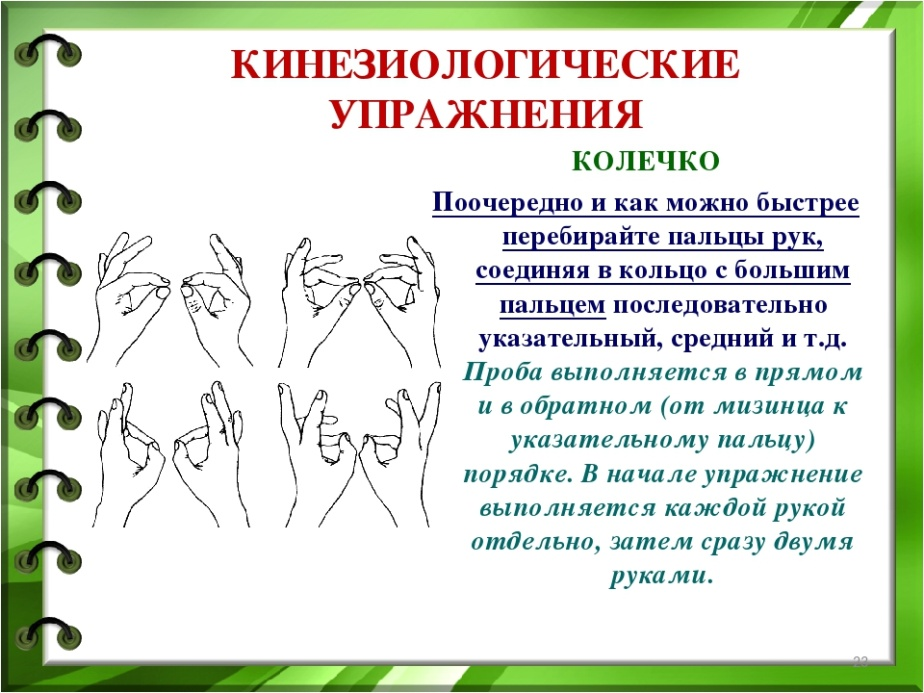 КИНЕЗИОЛОГИЧЕСКИЕ
УПРАЖНЕНИЯ
КОЛЕЧКО
Поочередно и как можно быстрее
перебирайте пальцы рук,
соединяя в кольцо с большим
пальцем последовательно
указательный, средний и т.д.
Проба выполняется в прямом
и в обратном (от мизинца к
указательному пальцу)
порядке. В начале упражнение
выполняется каждой рукой
отдельно, затем сразу двумя
руками.
23